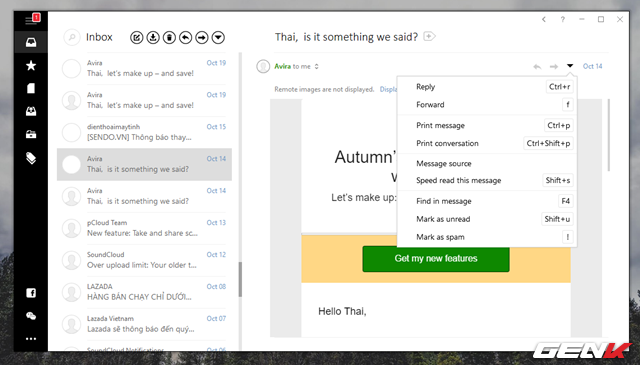 1
Inbox
Avira
Oct 19
Thai, let's make up – and save!
Avira
Oct 19
Thai, let's make up – and save!
dienthoaimaytinh
Oct 15
[SENDO.VN] Thông báo thay...
Avira
Oct 14
Thai, is it something we said?
Avira
Oct 14
Thai, is it something we said?
pCloud Team
Oct 13
New feature: Take and share sc...
SoundCloud
Oct 12
Over upload limit: Your older t...
LAZADA
Oct 08
HÀNG BÁN CHẠY CHỈ DƯỚI...
Lazada Vietnam
Oct 07
Lazada sẽ thông báo đến quý...
SoundCloud Notifications
Oct 06
Thai, is it something we said?
Avira to me
Oct 14
Remote images are not displayed.
Autumn'
W
Let's make up:
Get my new features
Hello Thai,
Reply Ctrl+r
Forward f
Print message Ctrl+p
Print conversation Ctrl+Shift+p
Message source
Speed read this message Shift+s
Find in message F4
Mark as unread Shift+u
Mark as spam !
GENK